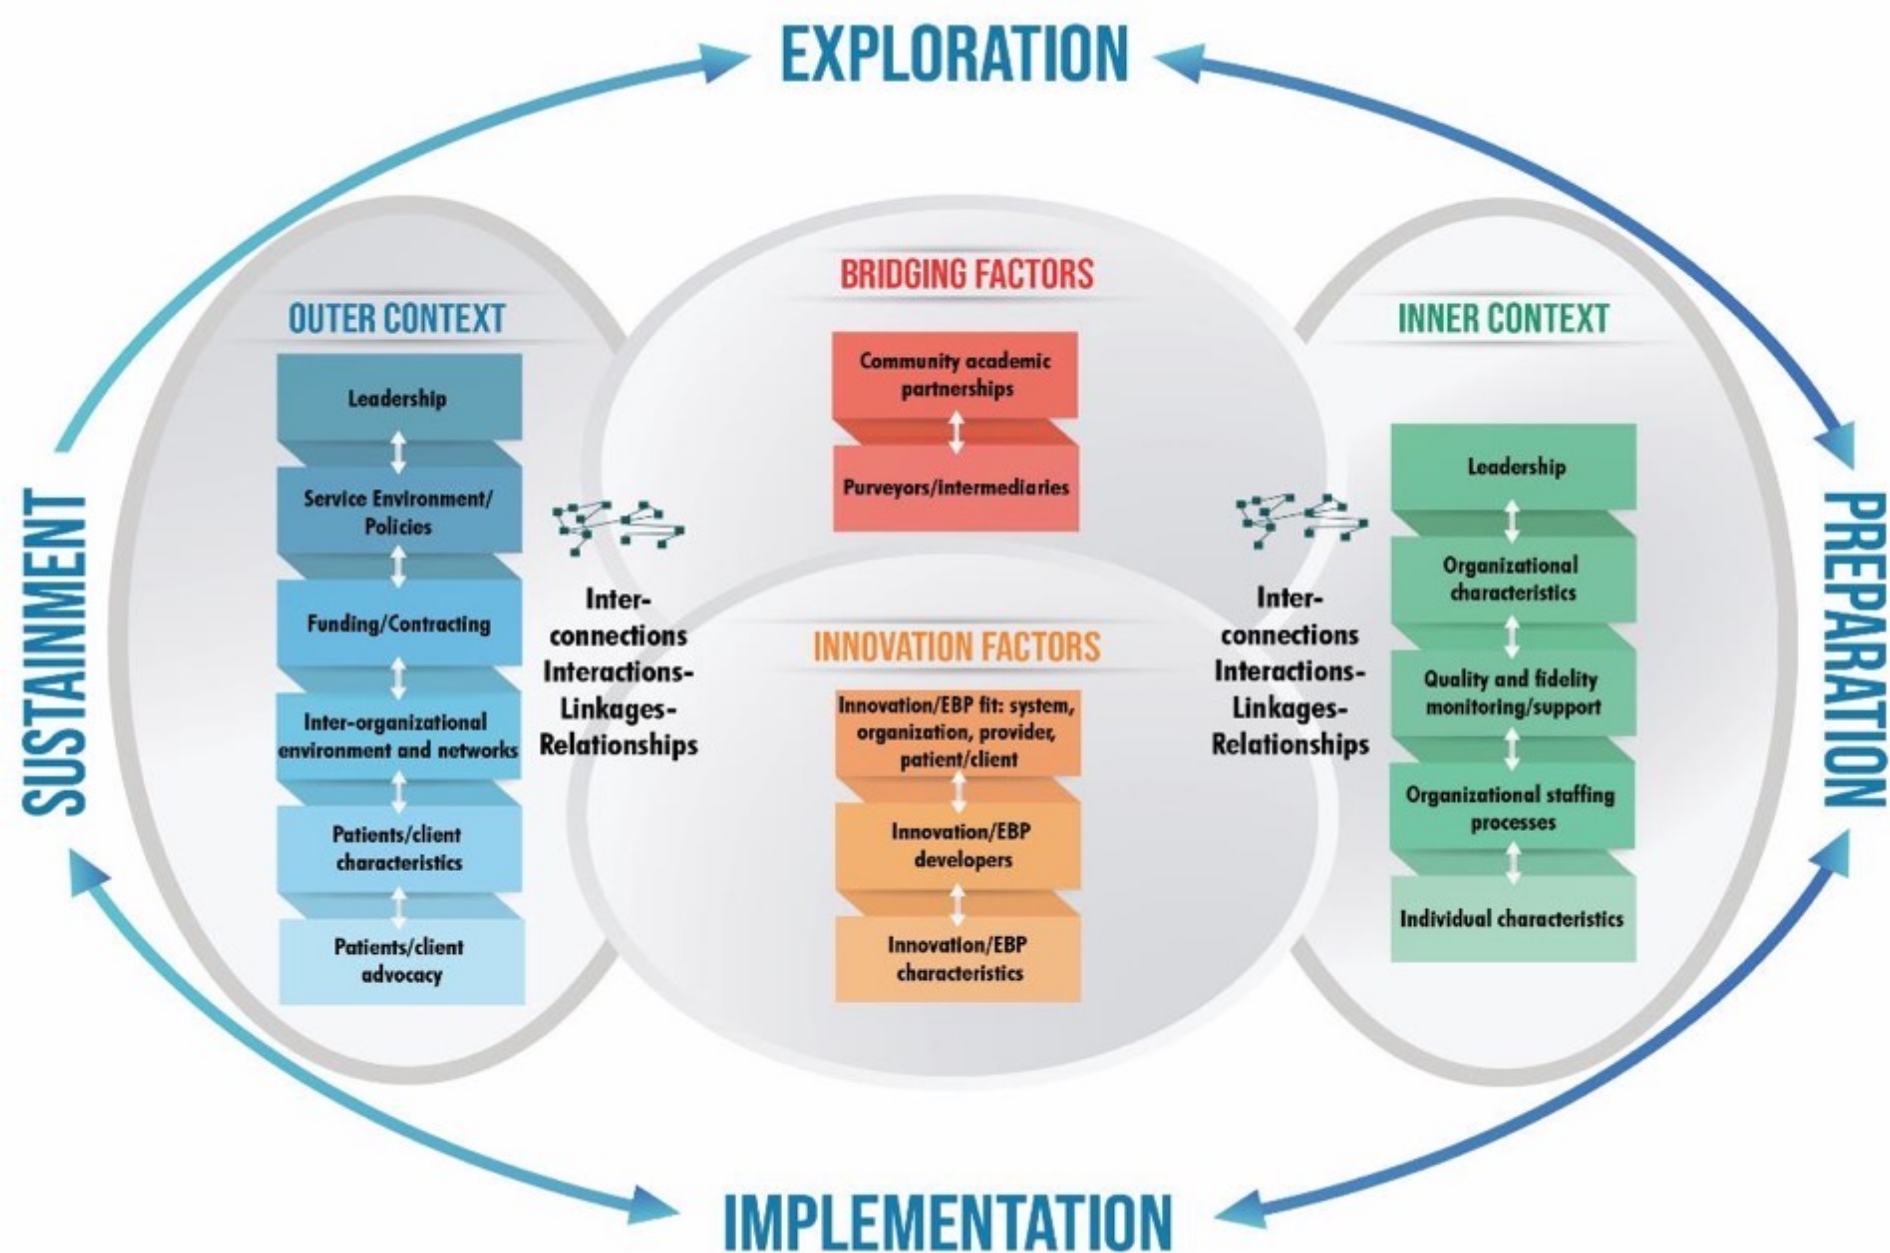 EXPLORATION
SUSTAINMENT
OUTER CONTEXT
Leadership
Service Environment/
Policies
Funding/Contracting
Inter-organizational
environment and networks
Patients/client
characteristics
Patients/client
advocacy
Inter-
connections
Interactions-
Linkages-
Relationships
BRIDGING FACTORS
Community academic
partnerships
Purveyors/intermediaries
INNOVATION FACTORS
Innovation/EBP fit: system,
organization, provider,
patient/client
Innovation/EBP
developers
Innovation/EBP
characteristics
Inter-
connections
Interactions-
Linkages-
Relationships
INNER CONTEXT
Leadership
Organizational
characteristics
Quality and fidelity
monitoring/support
Organizational staffing
processes
Individual characteristics
PREPARATION
IMPLEMENTATION